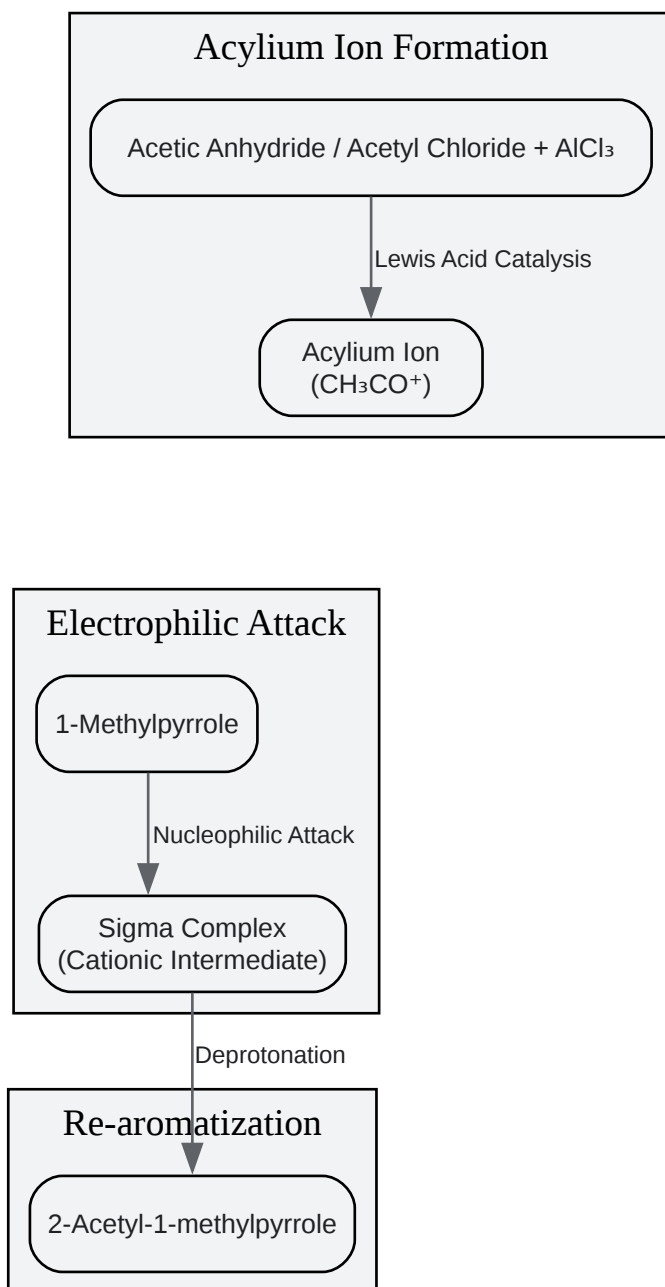 Acylium Ion Formation
Acetic Anhydride / Acetyl Chloride + AlCl₃
Lewis Acid Catalysis
Acylium Ion
(CH₃CO⁺)
Electrophilic Attack
1-Methylpyrrole
Nucleophilic Attack
Sigma Complex
(Cationic Intermediate)
Deprotonation
Re-aromatization
2-Acetyl-1-methylpyrrole